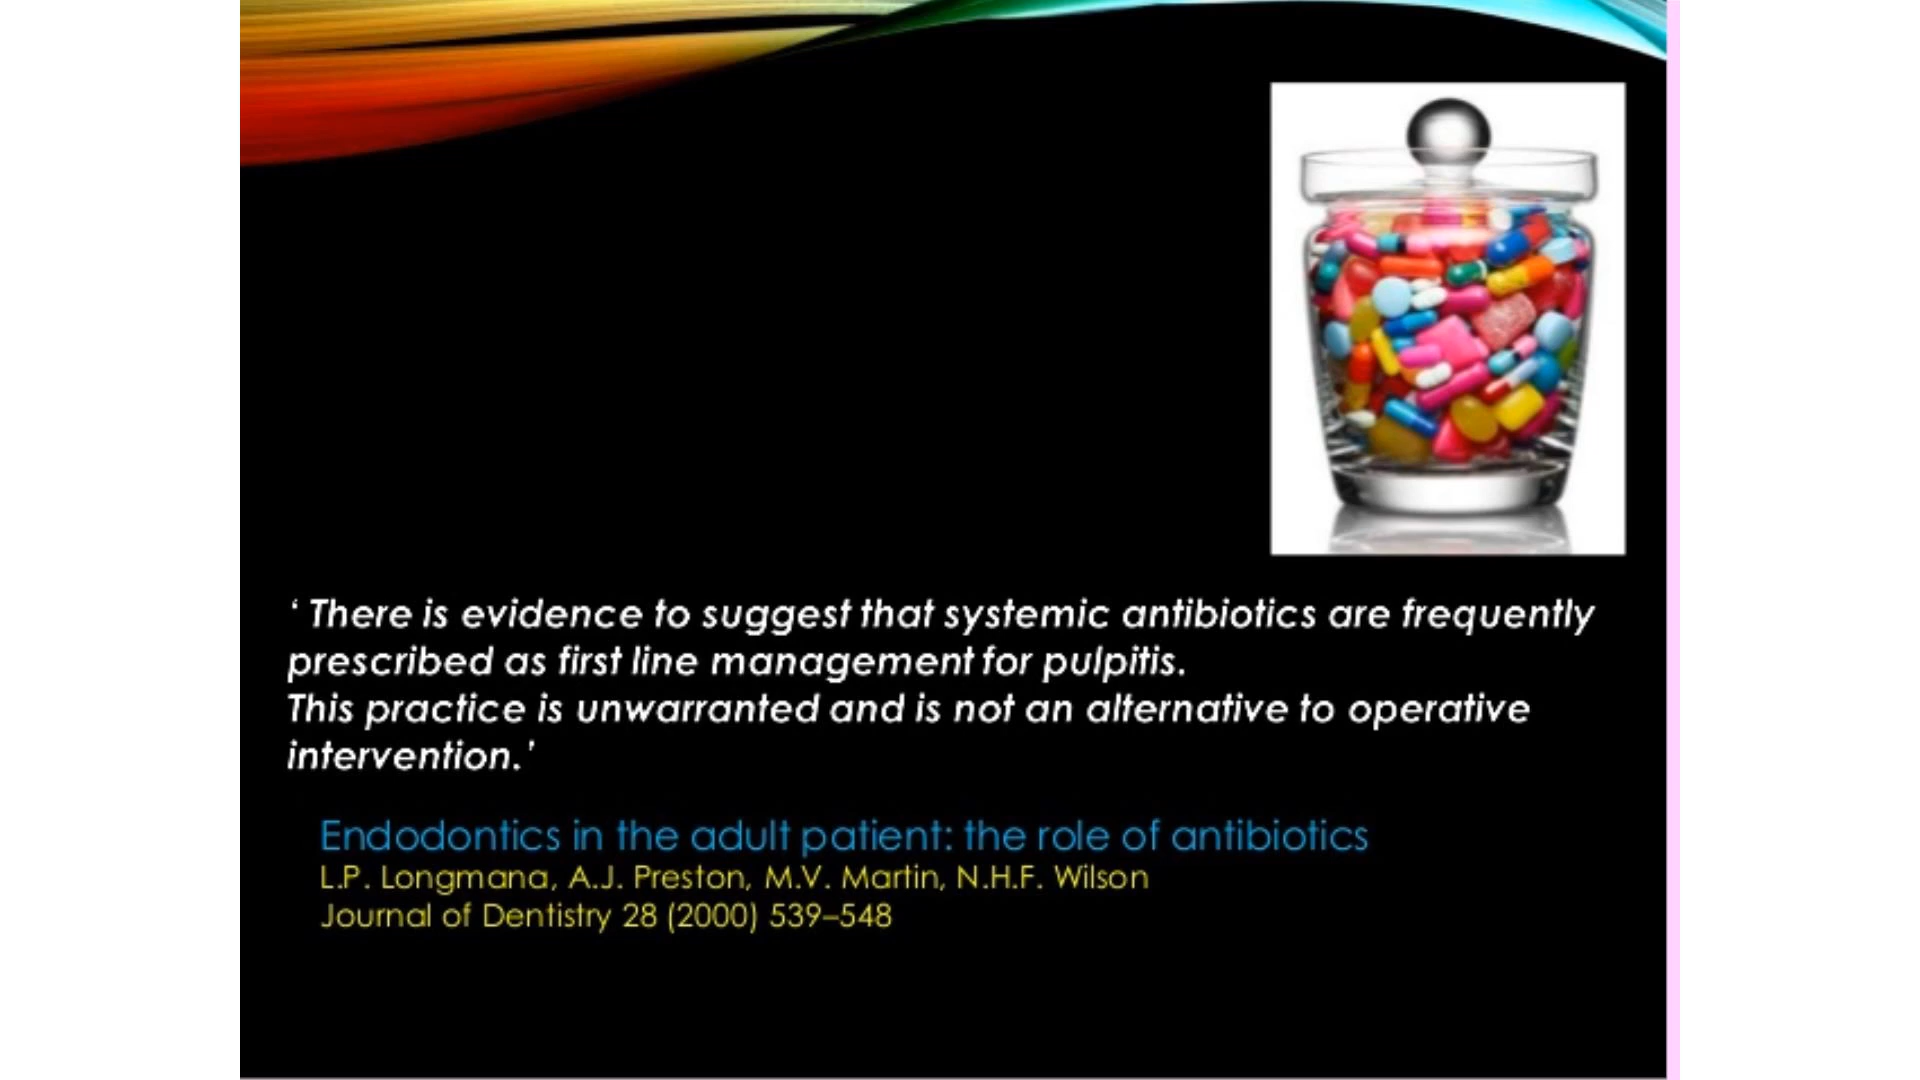 ‘ There is evidence to suggest that systemic antibiotics are frequently
prescribed as first line management for pulpitis.
This practice is unwarranted and is not an alternative to operative
intervention.'
Endodontics in the adult patient: the role of antibiotics
L.P. Longmana, A.J. Preston, M.V. Martin, N.H.F. Wilson
Journal of Dentistry 28 (2000) 539–548